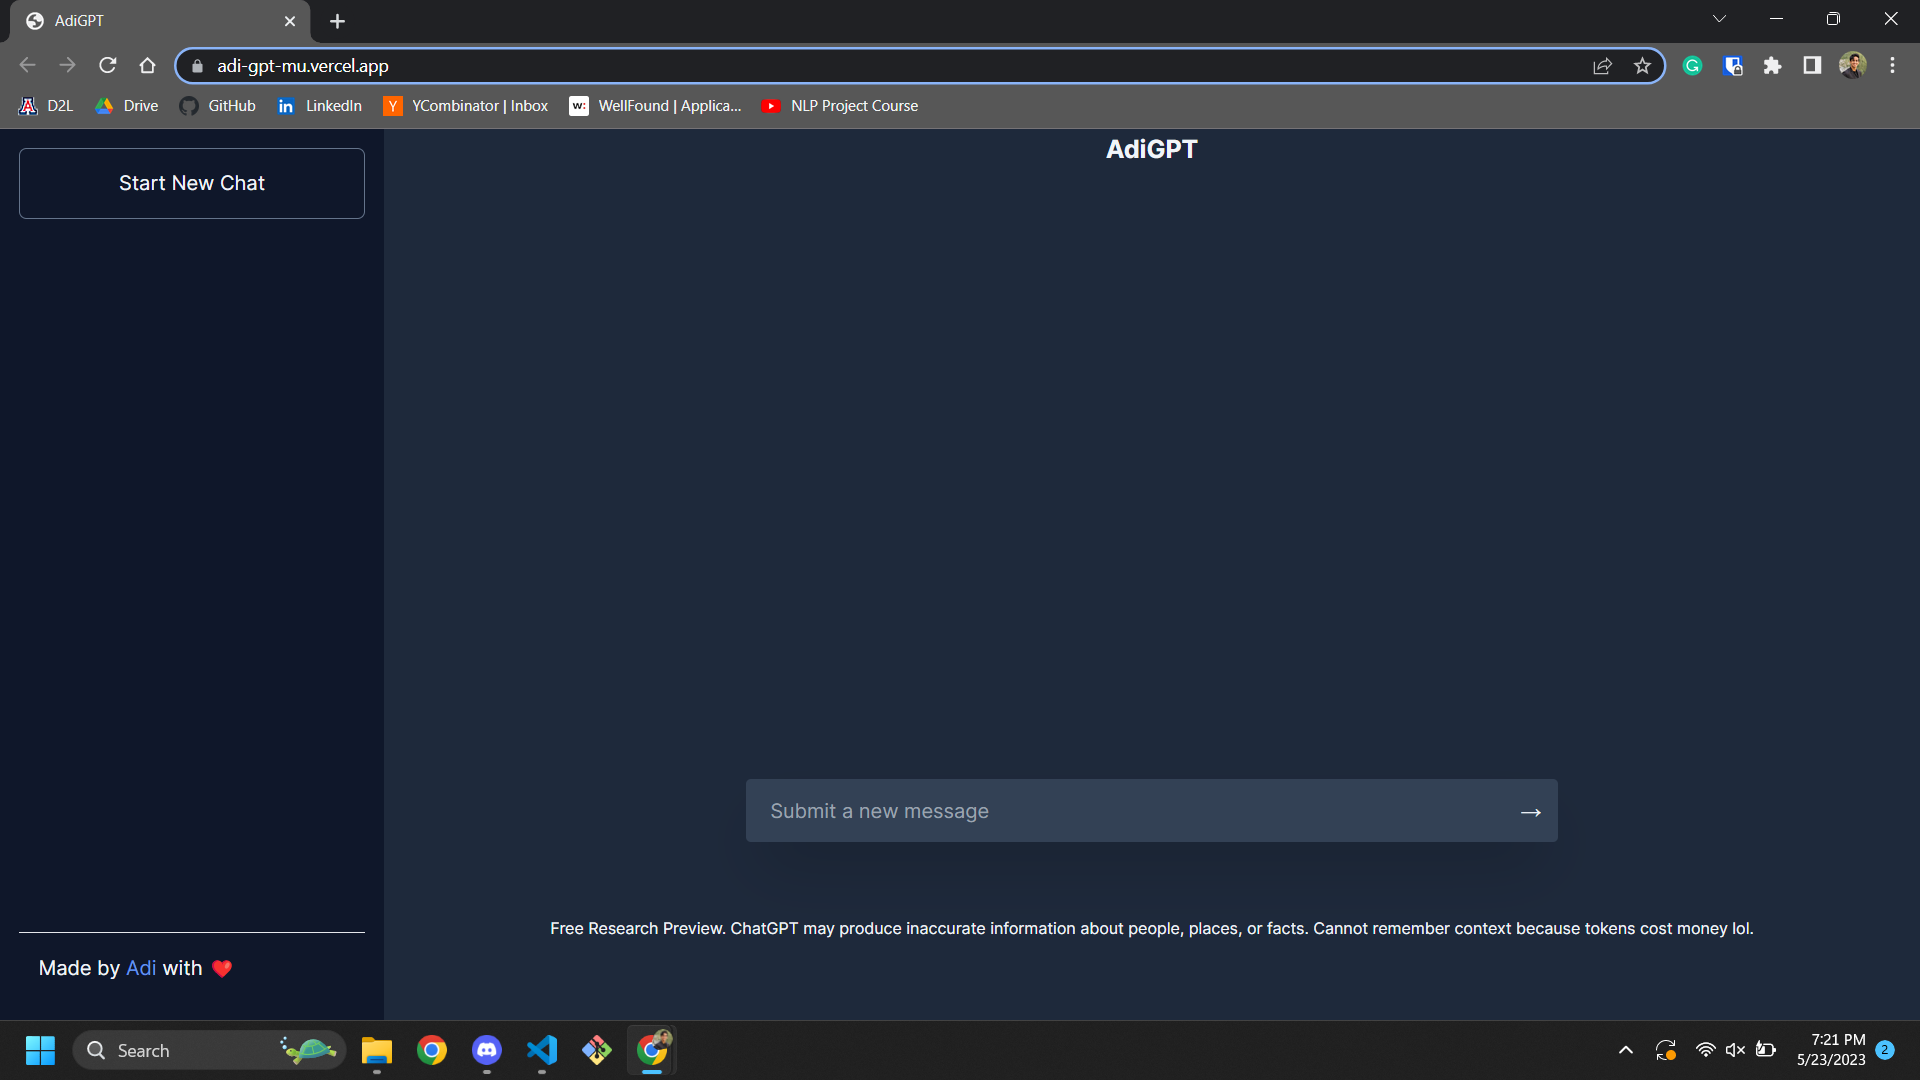 AdiGPT
adi-gpt-mu.vercel.app
D2L Drive GitHub in LinkedIn Y YCombinator | Inbox w: WellFound | Applica... NLP Project Course
Start New Chat
AdiGPT
Submit a new message →
Free Research Preview. ChatGPT may produce inaccurate information about people, places, or facts. Cannot remember context because tokens cost money lol.
Made by Adi with ❤️
Search
7:21 PM
5/23/2023
2